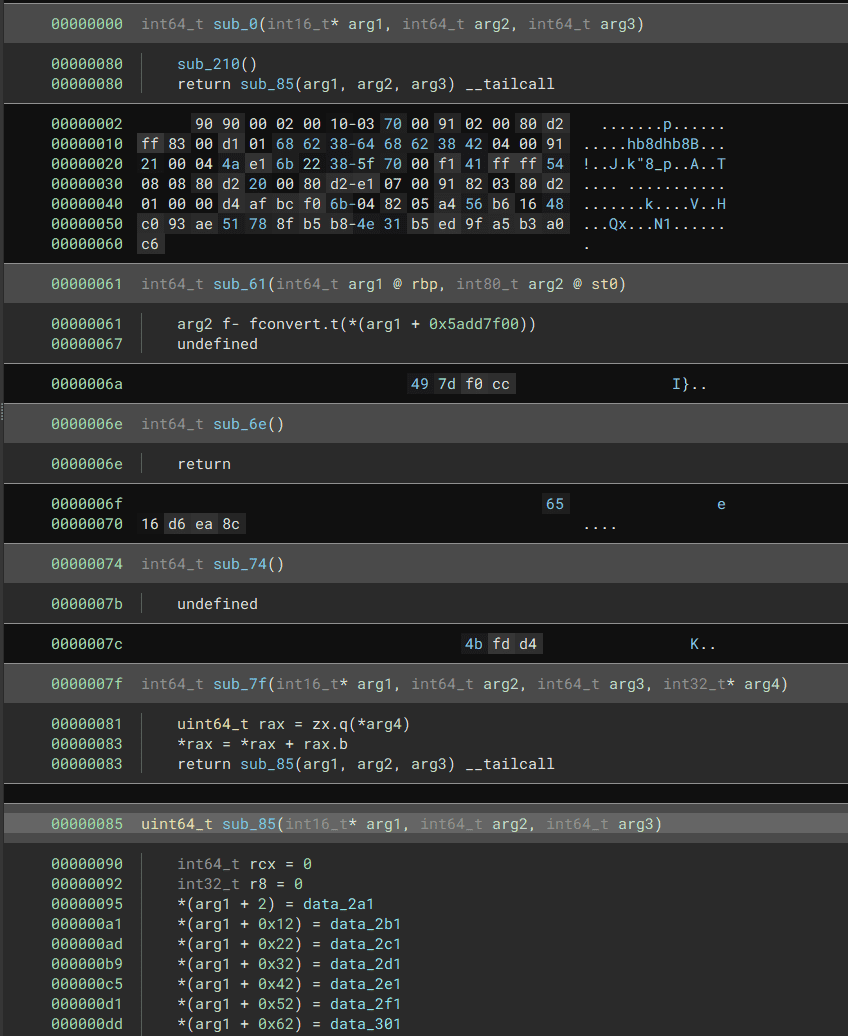 00000000 int64_t sub_0(int16_t* arg1, int64_t arg2, int64_t arg3)
00000080 sub_210()
00000080 return sub_85(arg1, arg2, arg3) __tailcall
00000002 90 90 00 02 00 10-03 70 00 91 02 00 80 d2 .......p......
00000010 ff 83 00 d1 01 68 62 38-64 68 62 38 42 04 00 91 .....hb8dhb8B...
00000020 21 00 04 4a e1 6b 22 38-5f 70 00 f1 41 ff ff 54 !..J.k"8_p..A..T
00000030 08 08 80 d2 20 00 80 d2-e1 07 00 91 82 03 80 d2 .... ...........
00000040 01 00 00 d4 af bc f0 6b-04 82 05 a4 56 b6 16 48 .......k....V..H
00000050 c0 93 ae 51 78 8f b5 b8-4e 31 b5 ed 9f a5 b3 a0 ...Qx...N1......
00000060 c6 .
00000061 int64_t sub_61(int64_t arg1 @ rbp, int80_t arg2 @ st0)
00000061 arg2 f- fconvert.t(*(arg1 + 0x5add7f00))
00000067 undefined
0000006a 49 7d f0 cc I}..
0000006e int64_t sub_6e()
0000006e return
0000006f 65 e
00000070 16 d6 ea 8c ....
00000074 int64_t sub_74()
0000007b undefined
0000007c 4b fd d4 K..
0000007f int64_t sub_7f(int16_t* arg1, int64_t arg2, int64_t arg3, int32_t* arg4)
00000081 uint64_t rax = zx.q(*arg4)
00000083 *rax = *rax + rax.b
00000083 return sub_85(arg1, arg2, arg3) __tailcall
00000085 uint64_t sub_85(int16_t* arg1, int64_t arg2, int64_t arg3)
00000090 int64_t rcx = 0
00000092 int32_t r8 = 0
00000095 *(arg1 + 2) = data_2a1
000000a1 *(arg1 + 0x12) = data_2b1
000000ad *(arg1 + 0x22) = data_2c1
000000b9 *(arg1 + 0x32) = data_2d1
000000c5 *(arg1 + 0x42) = data_2e1
000000d1 *(arg1 + 0x52) = data_2f1
000000dd *(arg1 + 0x62) = data_301